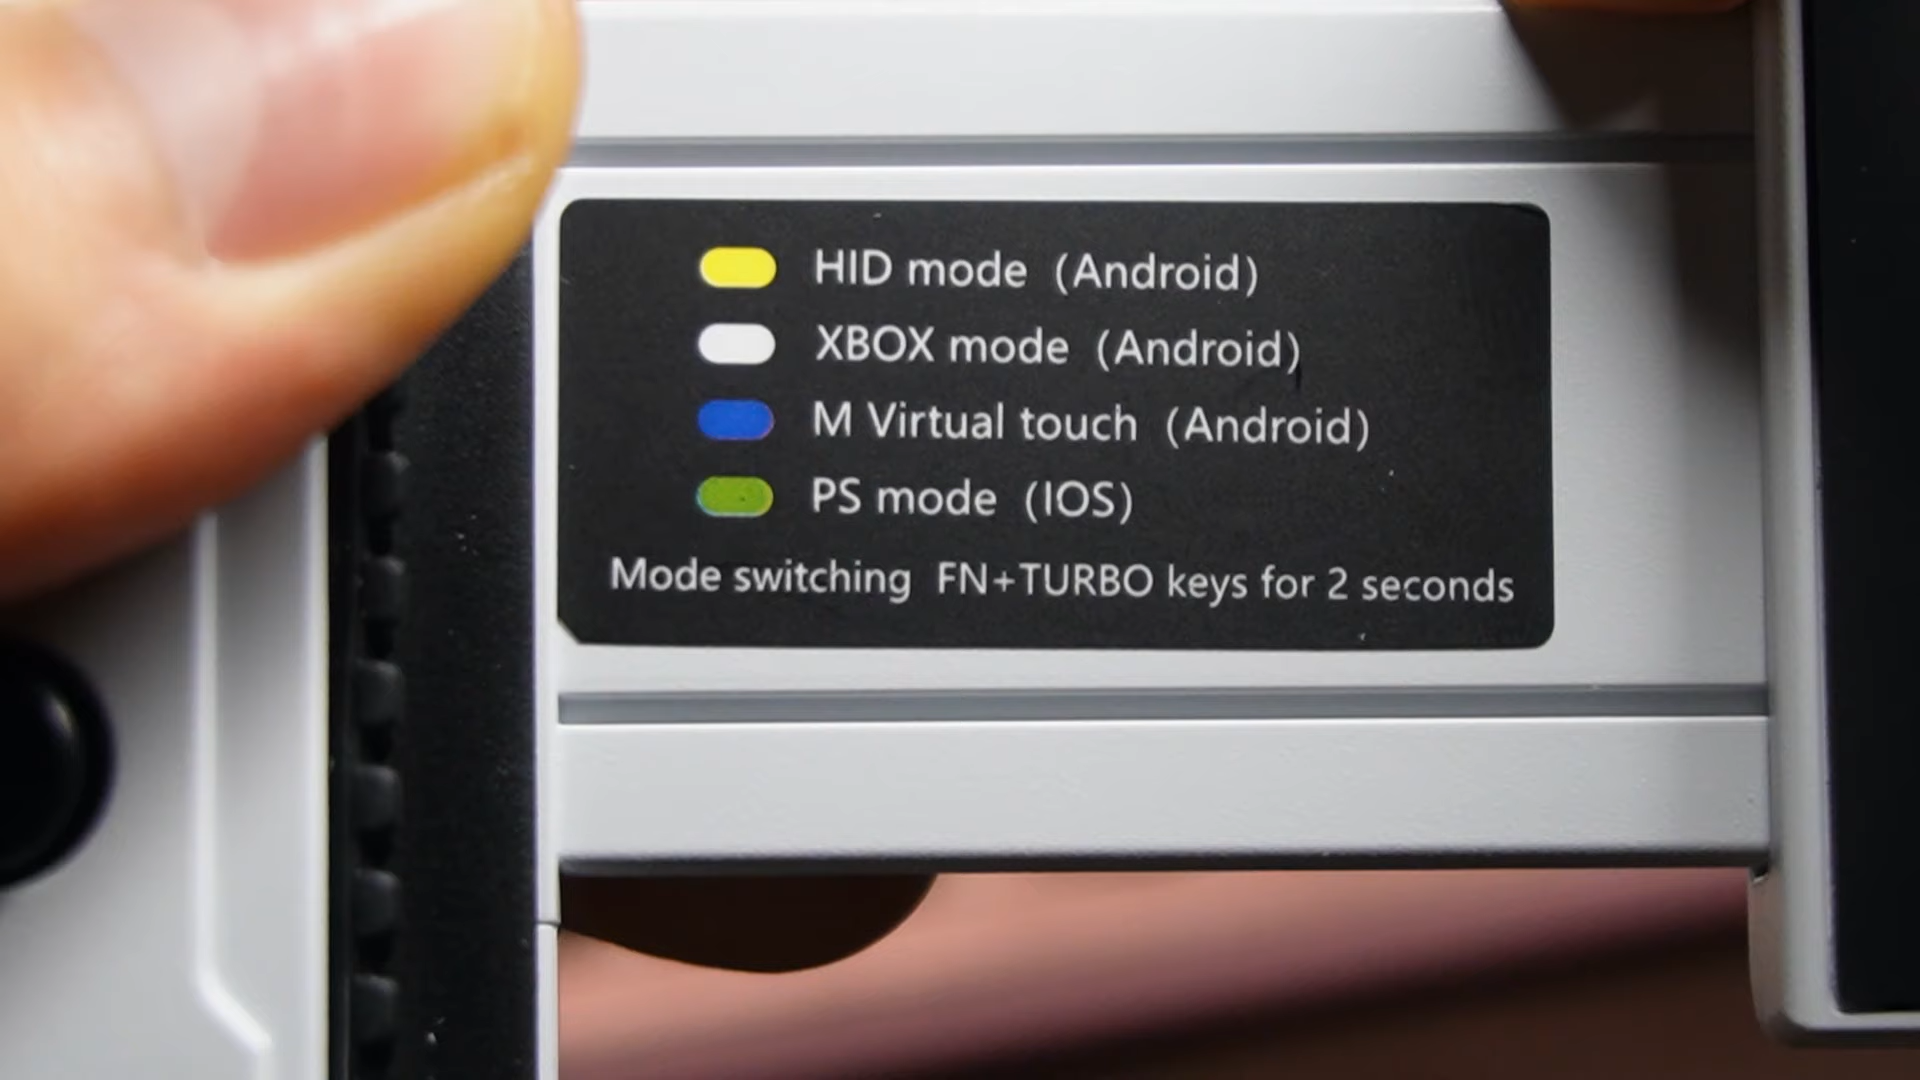 HID mode (Android)
XBOX mode (Android)
M Virtual touch (Android)
PS mode (IOS)
Mode switching FN+TURBO keys for 2 seconds